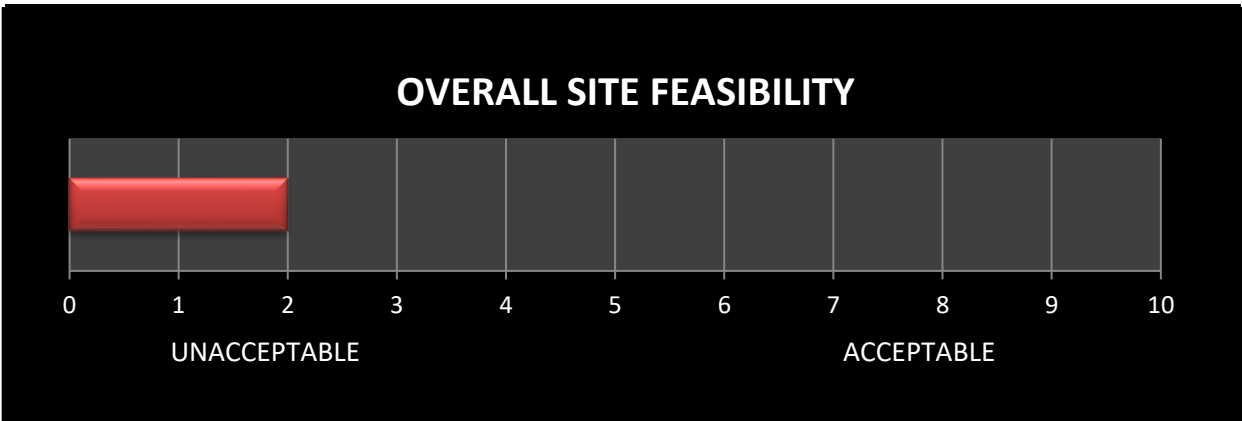 OVERALL SITE FEASIBILITY
0 1 2 3 4 5 6 7 8 9 10
UNACCEPTABLE ACCEPTABLE